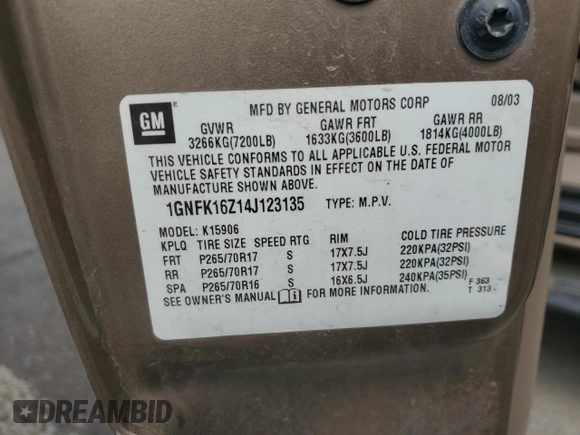 GM
MFD BY GENERAL MOTORS CORP 08/03
GVWR GAWR FRT GAWR RR
3266KG(7200LB) 1633KG(3600LB) 1814KG(4000LB)
THIS VEHICLE CONFORMS TO ALL APPLICABLE U.S. FEDERAL MOTOR
VEHICLE SAFETY STANDARDS IN EFFECT ON THE DATE OF
MANUFACTURE SHOWN ABOVE.
1GNFK16Z14J123135 TYPE: M.P.V.
MODEL: K15906
KPLQ TIRE SIZE SPEED RTG RIM COLD TIRE PRESSURE
FRT P265/70R17 S 17X7.5J 220KPA(32PSI)
RR P265/70R17 S 17X7.5J 220KPA(32PSI)
SPA P265/70R16 S 16X6.5J 240KPA(35PSI) F 363
SEE OWNER'S MANUAL FOR MORE INFORMATION. T 313
DREAMBID